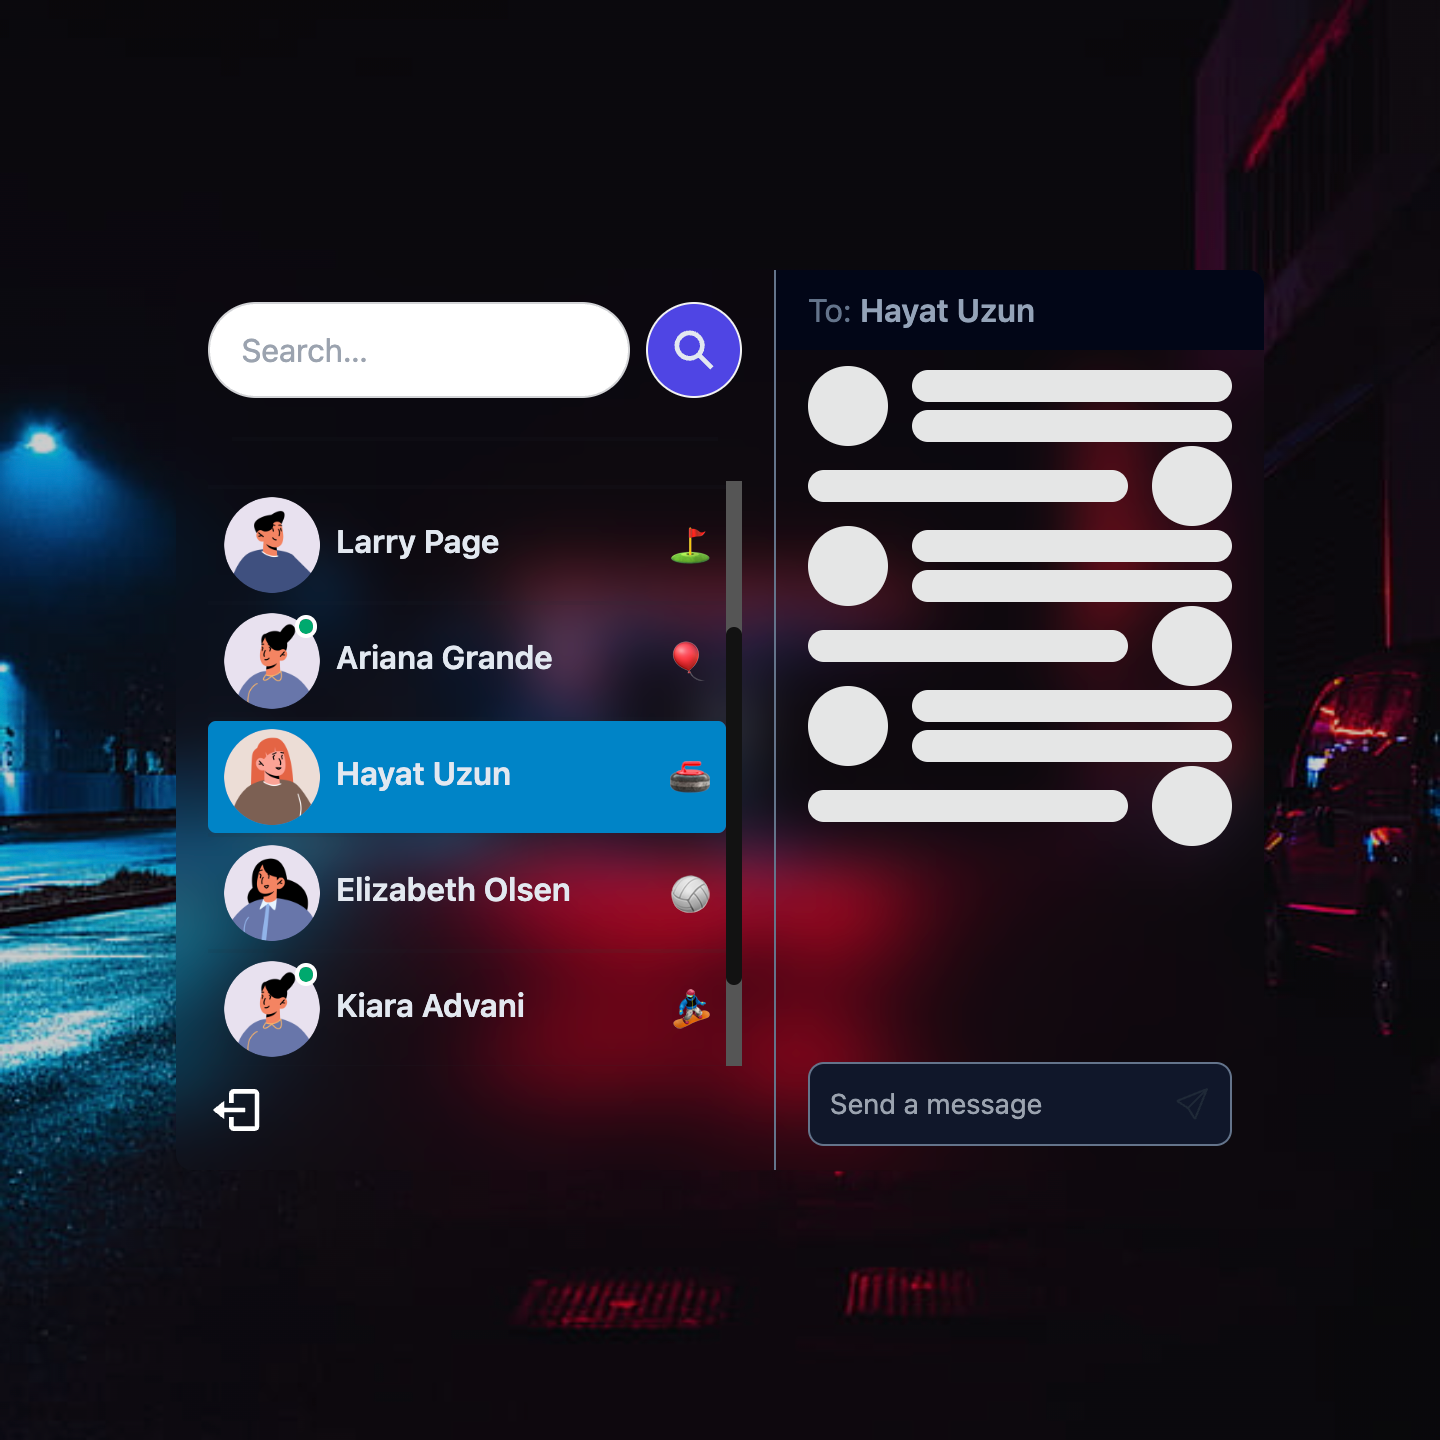 Search...
Larry Page
Ariana Grande
Hayat Uzun
Elizabeth Olsen
Kiara Advani
To: Hayat Uzun
Send a message